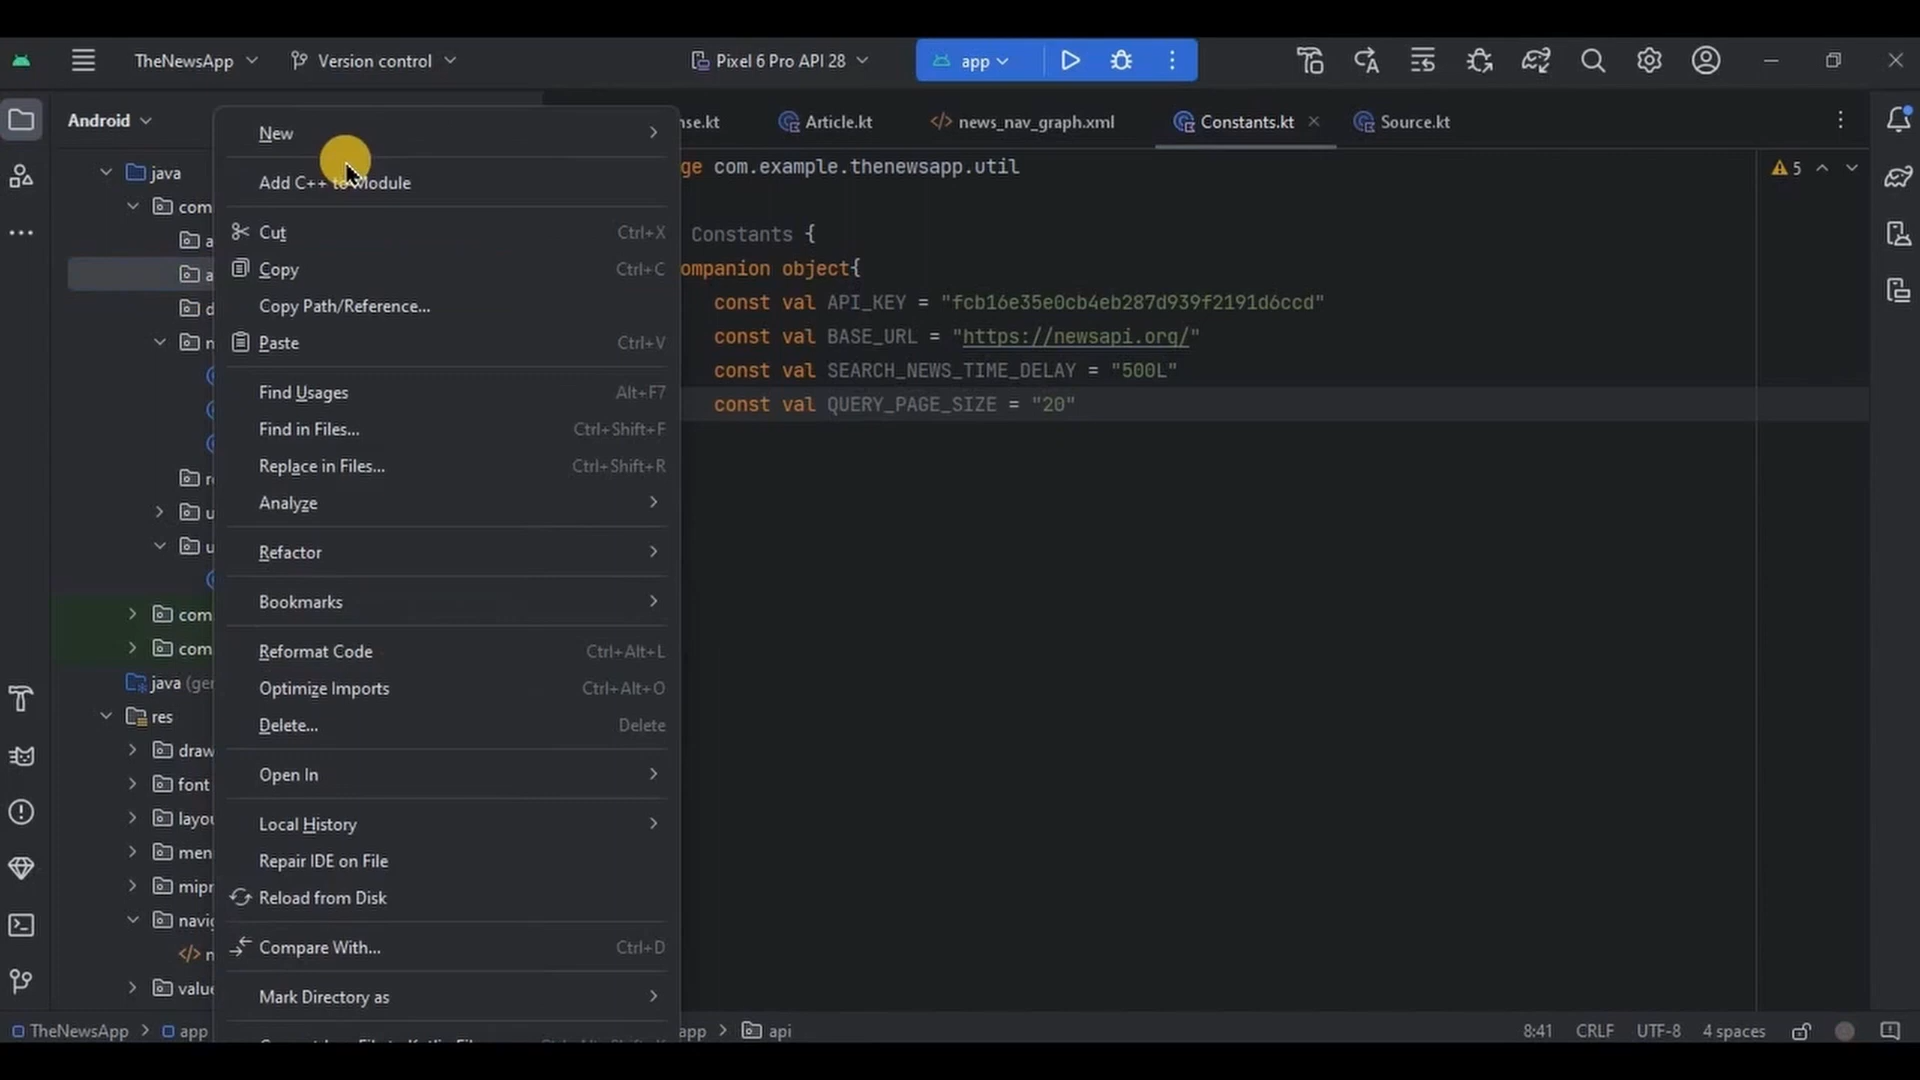 TheNewsApp
Version control
Pixel 6 Pro API 28
app
Android
nse.kt
Article.kt
news_nav_graph.xml
Constants.kt
Source.kt
java
com
a
a
d
n
r
u
u
com
com
java (ger
res
draw
font
layou
men
mipr
navig
n
value
New
Add C++ to Module
Cut Ctrl+X
Copy Ctrl+C
Copy Path/Reference...
Paste Ctrl+V
Find Usages Alt+F7
Find in Files... Ctrl+Shift+F
Replace in Files... Ctrl+Shift+R
Analyze
Refactor
Bookmarks
Reformat Code Ctrl+Alt+L
Optimize Imports Ctrl+Alt+O
Delete... Delete
Open In
Local History
Repair IDE on File
Reload from Disk
Compare With... Ctrl+D
Mark Directory as
ge com.example.thenewsapp.util
Constants {
ompanion object{
const val API_KEY = "fcb16e35e0cb4eb287d939f2191d6ccd"
const val BASE_URL = "https://newsapi.org/"
const val SEARCH_NEWS_TIME_DELAY = "500L"
const val QUERY_PAGE_SIZE = "20"
5
TheNewsApp > app
app > api
8:41 CRLF UTF-8 4 spaces